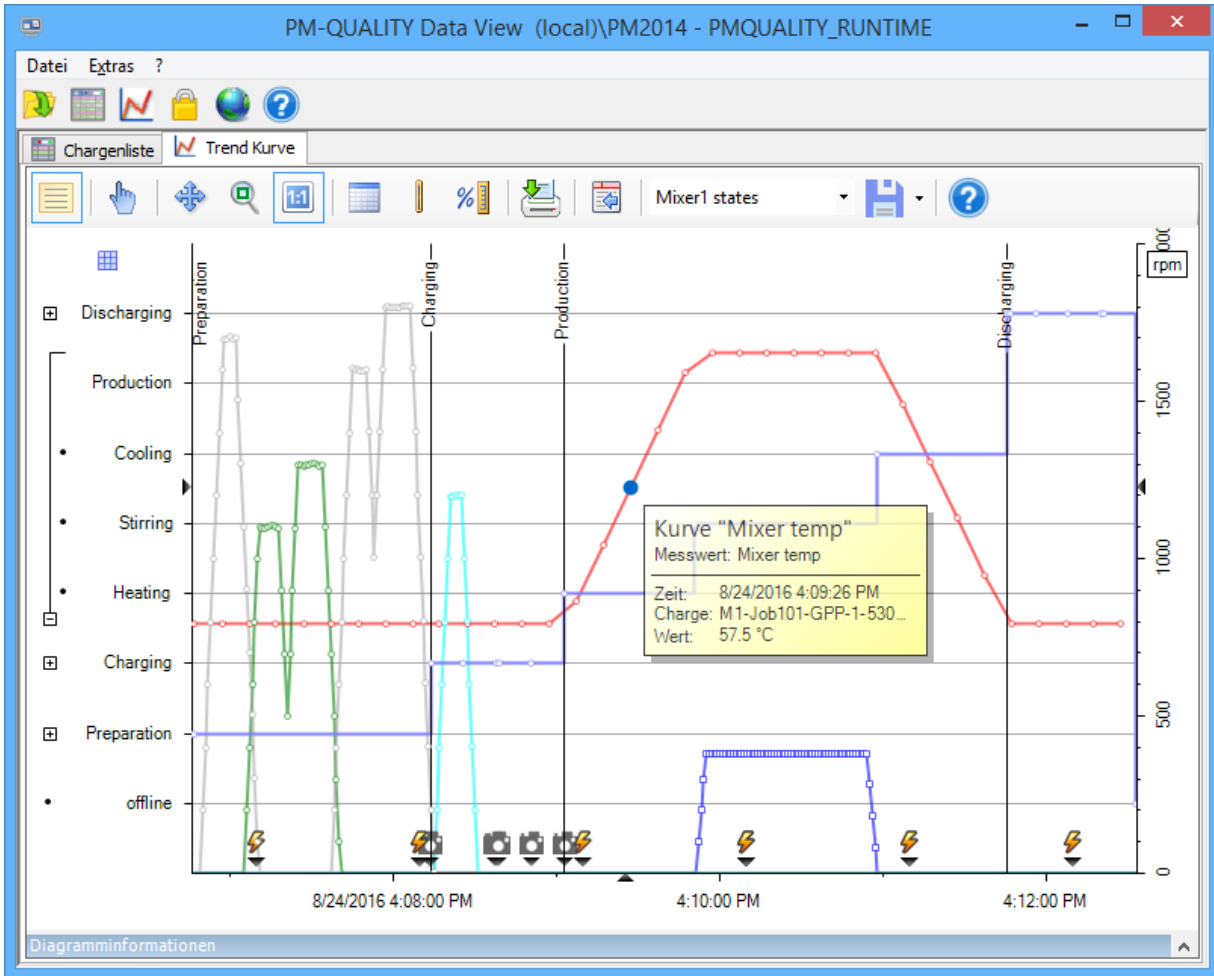 PM-QUALITY Data View (local)\PM2014 - PMQUALITY_RUNTIME
Datei Extras ?
Chargenliste Trend Kurve
1:1 % Mixer1 states
rpm
Preparation
Charging
Production
Discharging
Discharging
Production
Cooling
Stirring
Heating
Charging
Preparation
offline
1500
1000
500
0
Kurve "Mixer temp"
Messwert: Mixer temp
Zeit: 8/24/2016 4:09:26 PM
Charge: M1-Job101-GPP-1-530...
Wert: 57.5 °C
8/24/2016 4:08:00 PM 4:10:00 PM 4:12:00 PM
Diagramminformationen